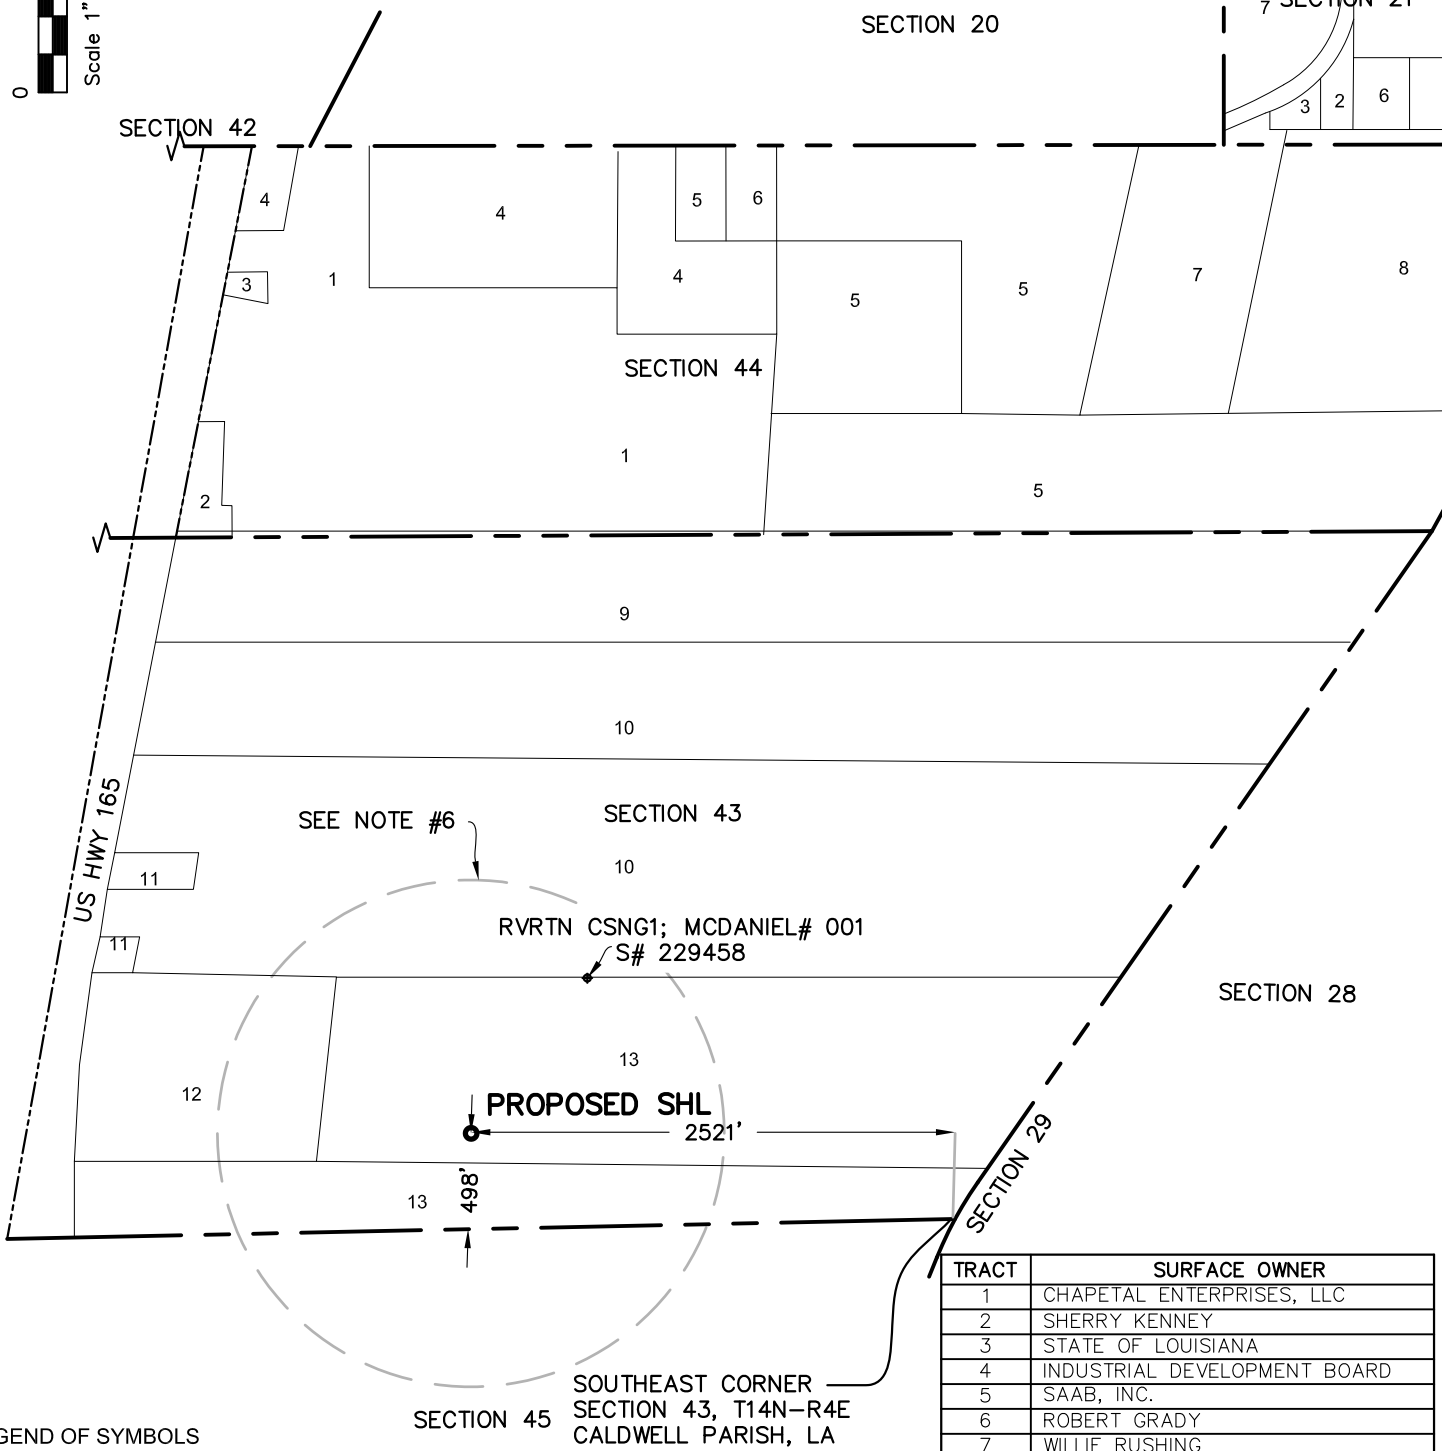 0
Scale 1"
SECTION 20
7
SECTION 21
3
2
6
SECTION 42
4
4
5
6
3
1
4
5
5
7
8
SECTION 44
1
2
5
9
10
US HWY 165
SEE NOTE #6
SECTION 43
10
11
RVRTN CSNG1; MCDANIEL# 001
S# 229458
11
SECTION 28
13
12
PROPOSED SHL
2521'
SECTION 29
13
498'
TRACT SURFACE OWNER
1 CHAPETAL ENTERPRISES, LLC
2 SHERRY KENNEY
3 STATE OF LOUISIANA
4 INDUSTRIAL DEVELOPMENT BOARD
5 SAAB, INC.
6 ROBERT GRADY
7 WILLIE RUSHING
SOUTHEAST CORNER
SECTION 43, T14N-R4E
CALDWELL PARISH, LA
SECTION 45
GEND OF SYMBOLS